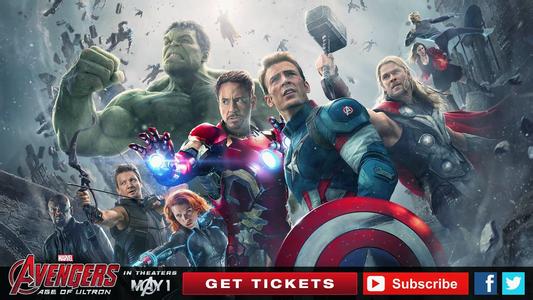 MARVEL
AVENGERS
AGE OF ULTRON
IN THEATERS
MAY 1
GET TICKETS
Subscribe